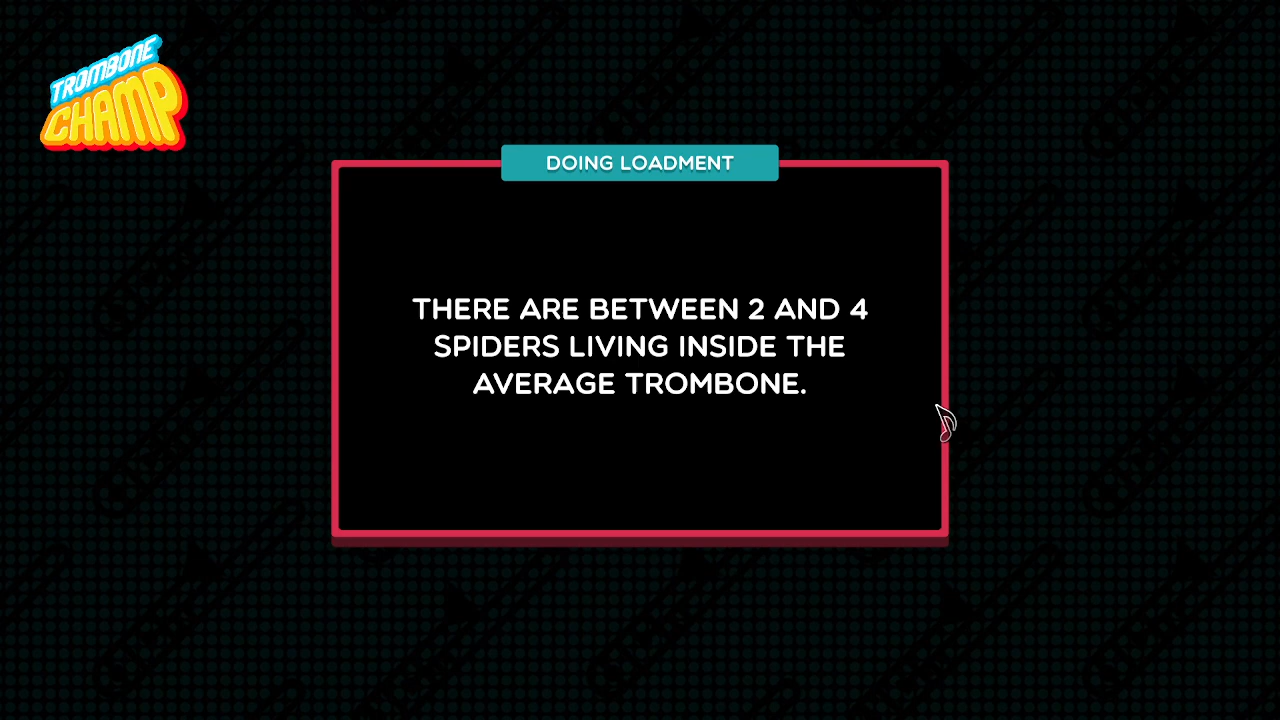 TROMBONE
CHAMP
DOING LOADMENT
THERE ARE BETWEEN 2 AND 4
SPIDERS LIVING INSIDE THE
AVERAGE TROMBONE.